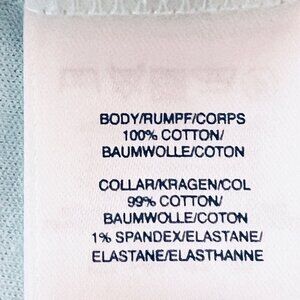 BODY/RUMPF/CORPS
100% COTTON/
BAUMWOLLE/COTON
COLLAR/KRAGEN/COL
99% COTTON/
BAUMWOLLE/COTON
1% SPANDEX/ELASTANE/
ELASTANE/ELASTHANNE